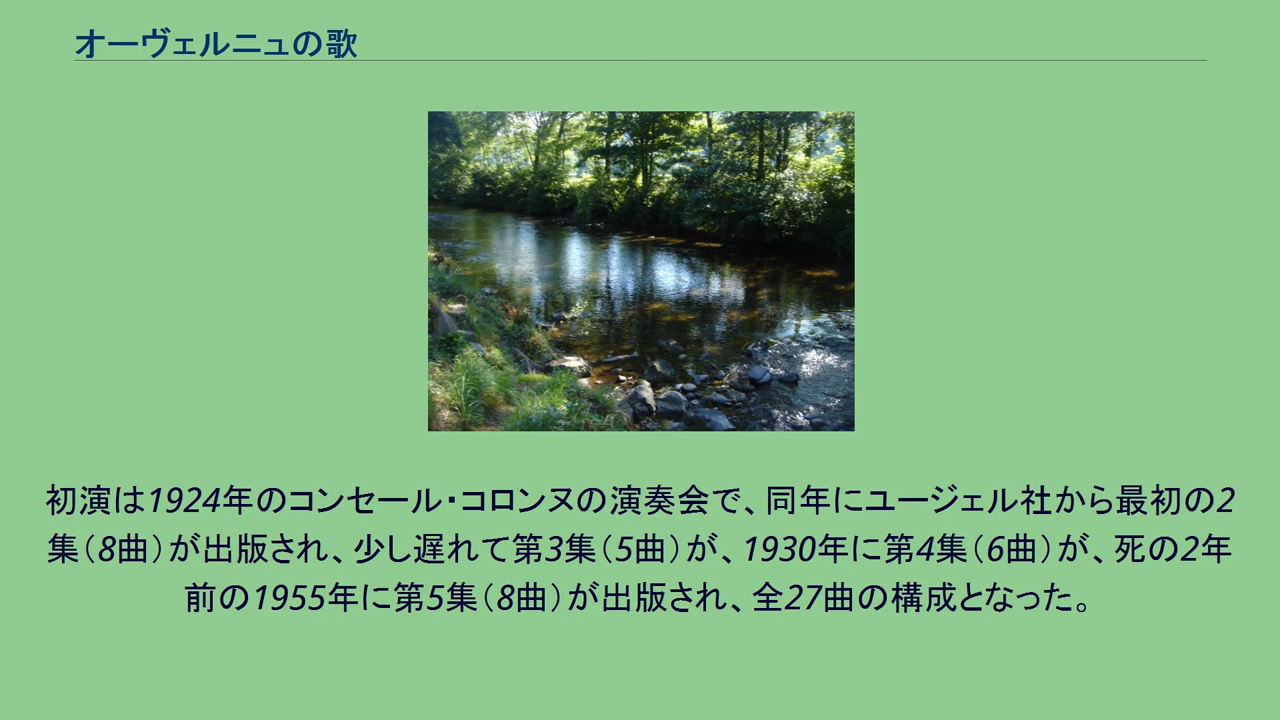 オーヴェルニュの歌
初演は1924年のコンセール・コロンヌの演奏会で、同年にユージェル社から最初の2
集（8曲）が出版され、少し遅れて第3集（5曲）が、1930年に第4集（6曲）が、死の2年
前の1955年に第5集（8曲）が出版され、全27曲の構成となった。